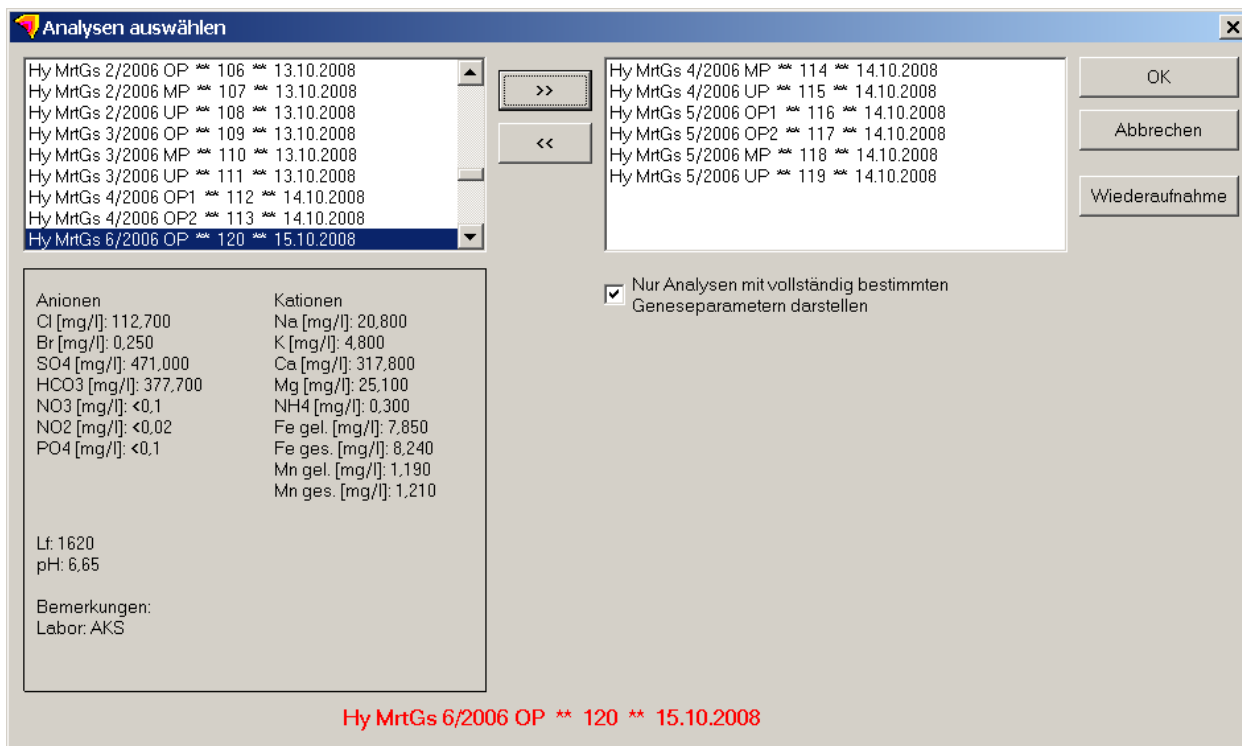 Analysen auswählen
Hy MrtGs 2/2006 OP ** 106 ** 13.10.2008
Hy MrtGs 2/2006 MP ** 107 ** 13.10.2008
Hy MrtGs 2/2006 UP ** 108 ** 13.10.2008
Hy MrtGs 3/2006 OP ** 109 ** 13.10.2008
Hy MrtGs 3/2006 MP ** 110 ** 13.10.2008
Hy MrtGs 3/2006 UP ** 111 ** 13.10.2008
Hy MrtGs 4/2006 OP1 ** 112 ** 14.10.2008
Hy MrtGs 4/2006 OP2 ** 113 ** 14.10.2008
Hy MrtGs 6/2006 OP ** 120 ** 15.10.2008
>>
<<
Hy MrtGs 4/2006 MP ** 114 ** 14.10.2008
Hy MrtGs 4/2006 UP ** 115 ** 14.10.2008
Hy MrtGs 5/2006 OP1 ** 116 ** 14.10.2008
Hy MrtGs 5/2006 OP2 ** 117 ** 14.10.2008
Hy MrtGs 5/2006 MP ** 118 ** 14.10.2008
Hy MrtGs 5/2006 UP ** 119 ** 14.10.2008
OK
Abbrechen
Wiederaufnahme
Nur Analysen mit vollständig bestimmten
Geneseparametern darstellen
Anionen
Cl [mg/l]: 112,700
Br [mg/l]: 0,250
SO4 [mg/l]: 471,000
HCO3 [mg/l]: 377,700
NO3 [mg/l]: <0,1
NO2 [mg/l]: <0,02
PO4 [mg/l]: <0,1
Kationen
Na [mg/l]: 20,800
K [mg/l]: 4,800
Ca [mg/l]: 317,800
Mg [mg/l]: 25,100
NH4 [mg/l]: 0,300
Fe gel. [mg/l]: 7,850
Fe ges. [mg/l]: 8,240
Mn gel. [mg/l]: 1,190
Mn ges. [mg/l]: 1,210
Lf: 1620
pH: 6,65
Bemerkungen:
Labor: AKS
Hy MrtGs 6/2006 OP ** 120 ** 15.10.2008